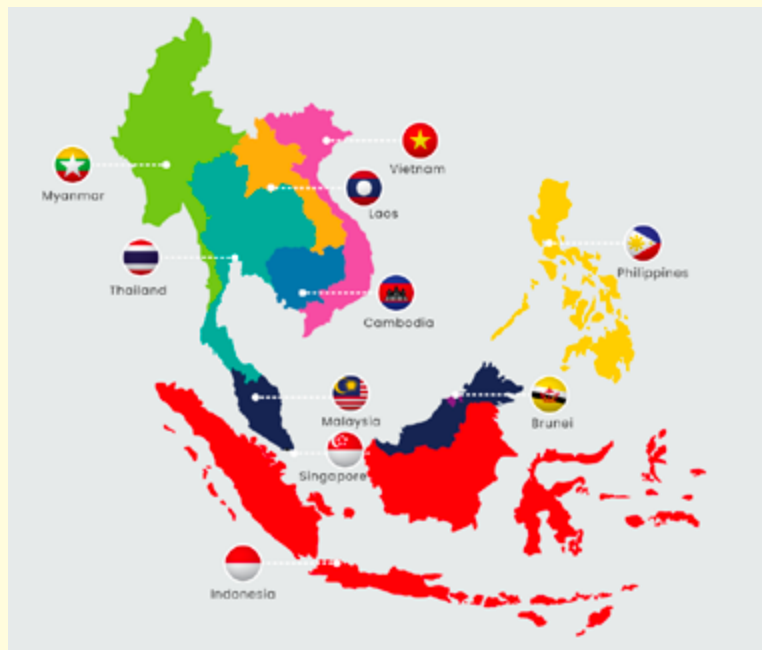 Vietnam
Myanmar
Laos
Philippines
Thailand
Cambodia
Malaysia
Brunei
Singapore
Indonesia